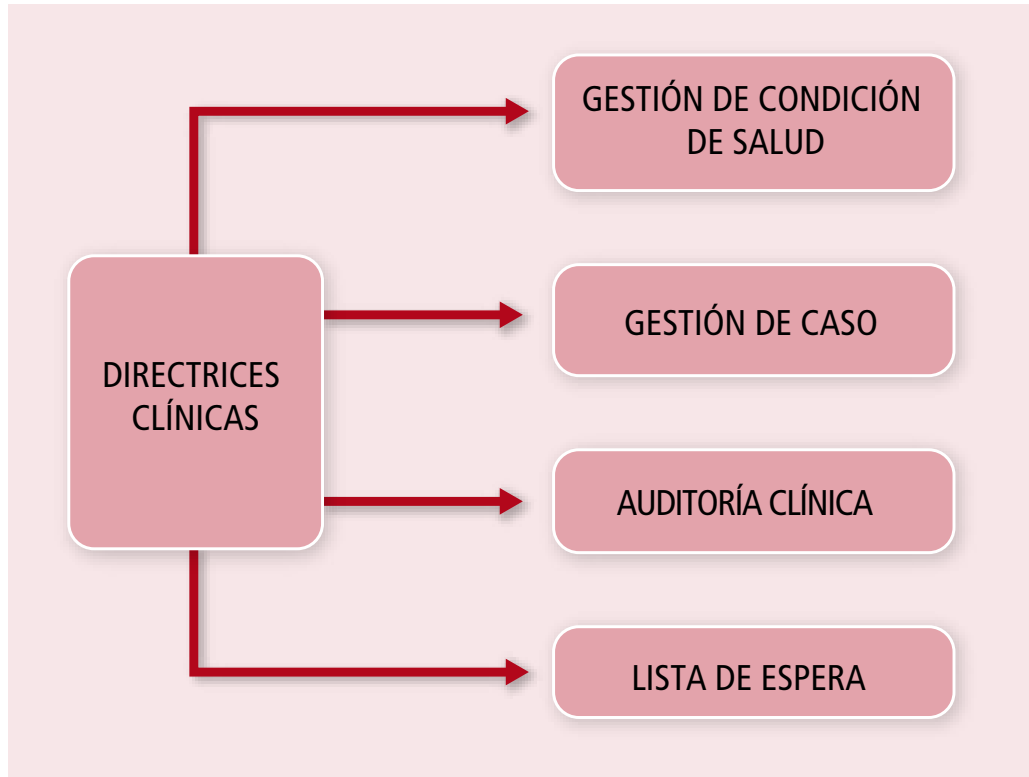 GESTIÓN DE CONDICIÓN
DE SALUD
GESTIÓN DE CASO
DIRECTRICES
CLÍNICAS
AUDITORÍA CLÍNICA
LISTA DE ESPERA